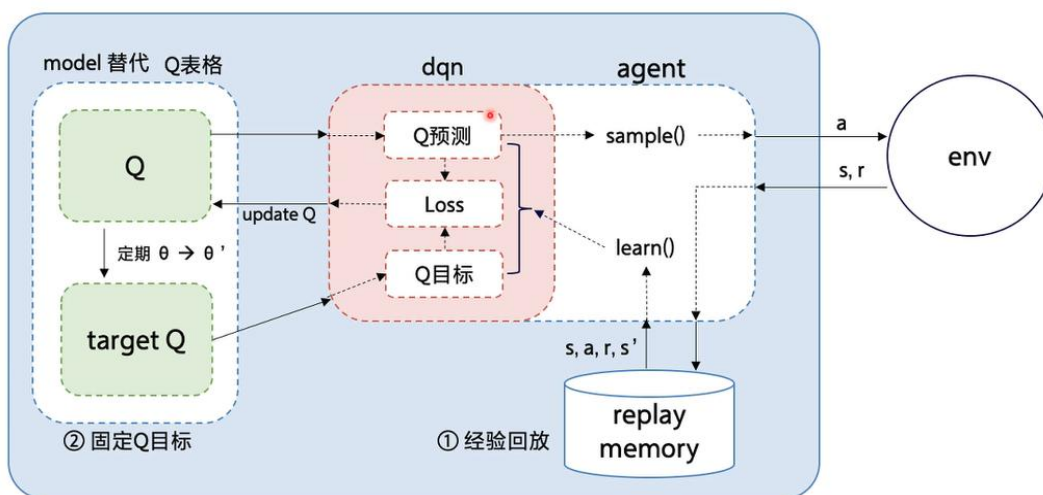 model 替代 Q表格
dqn
agent
Q
Q预测
sample()
a
env
s, r
Loss
update Q
定期 θ → θ’
learn()
Q目标
target Q
s, a, r, s’
replay
memory
② 固定Q目标
① 经验回放